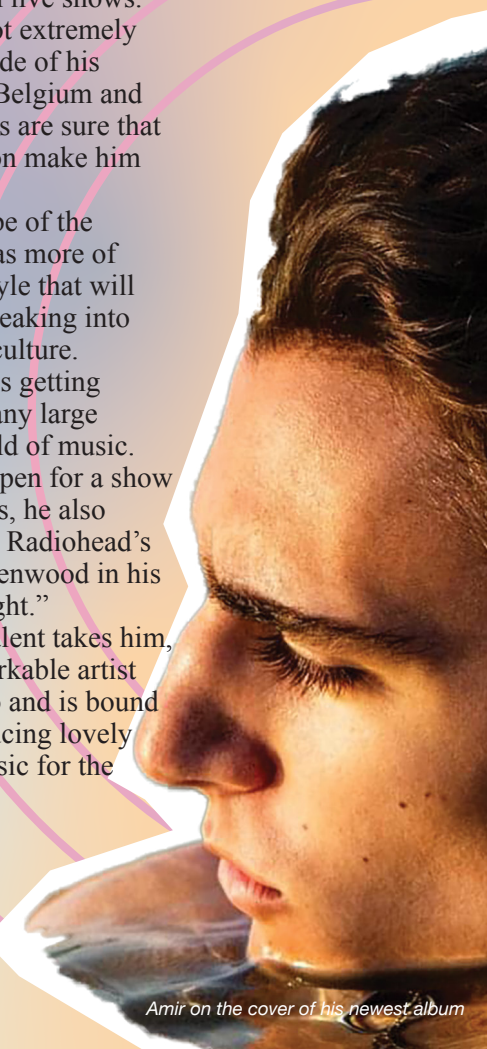 live shows.
ot extremely
de of his
Belgium and
s are sure that
on make him
pe of the
as more of
yle that will
eaking into
culture.
s getting
any large
ld of music.
pen for a show
s, he also
Radiohead's
enwood in his
ght.”
lent takes him,
rkable artist
and is bound
cing lovely
sic for the
Amir on the cover of his newest album